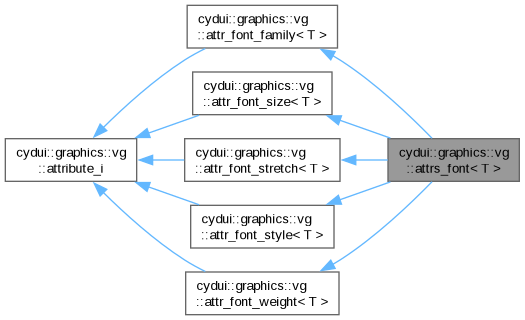 cydui::graphics::vg
::attr_font_family< T >
cydui::graphics::vg
::attr_font_size< T >
cydui::graphics::vg
::attribute_i
cydui::graphics::vg
::attr_font_stretch< T >
cydui::graphics::vg
::attrs_font< T >
cydui::graphics::vg
::attr_font_style< T >
cydui::graphics::vg
::attr_font_weight< T >